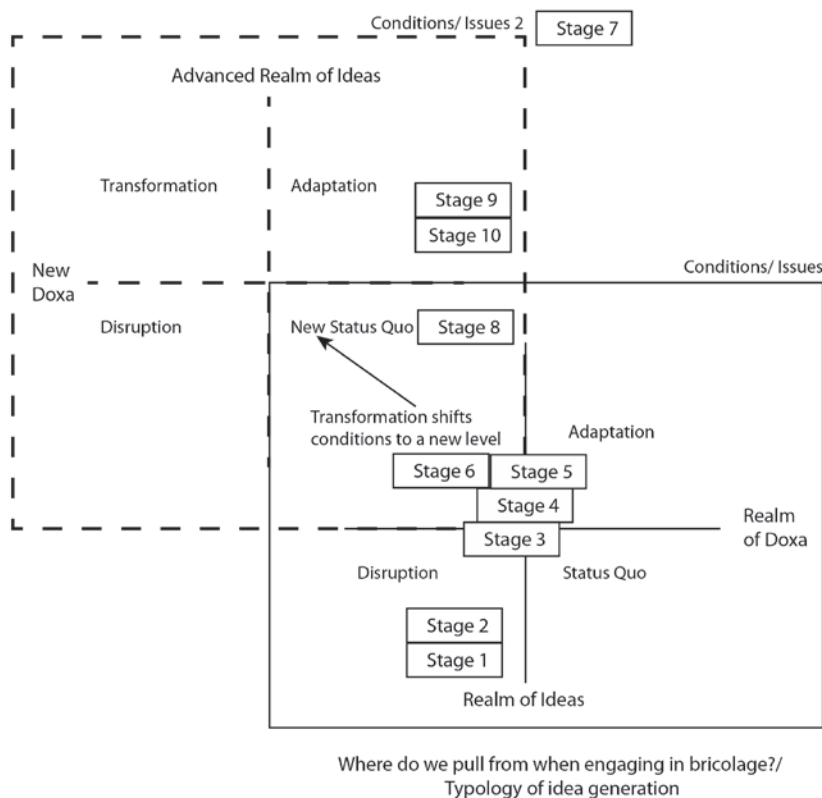 Conditions/ Issues 2
Stage 7
Advanced Realm of Ideas
Transformation
Adaptation
Stage 9
Stage 10
New
Doxa
Conditions/ Issues
Disruption
New Status Quo
Stage 8
Transformation shifts
conditions to a new level
Adaptation
Stage 6
Stage 5
Stage 4
Stage 3
Realm
of Doxa
Disruption
Status Quo
Stage 2
Stage 1
Realm of Ideas
Where do we pull from when engaging in bricolage?/
Typology of idea generation